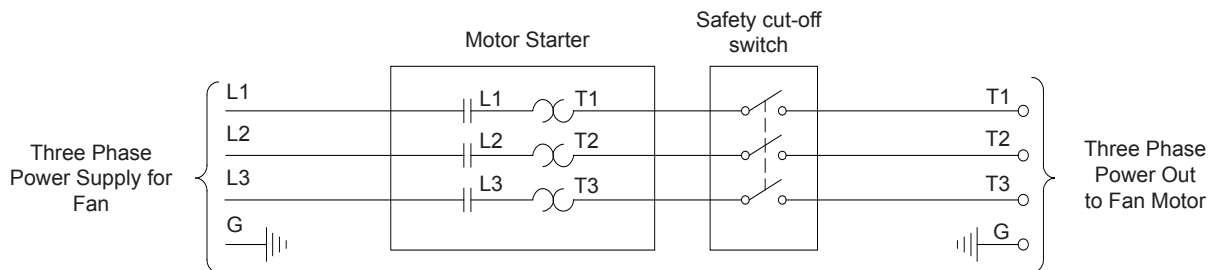 Safety cut-off
switch
Motor Starter
L1
L1
T1
T1
L2
L2
T2
T2
L3
L3
T3
T3
G
G
Three Phase
Power Supply for
Fan
Three Phase
Power Out
to Fan Motor